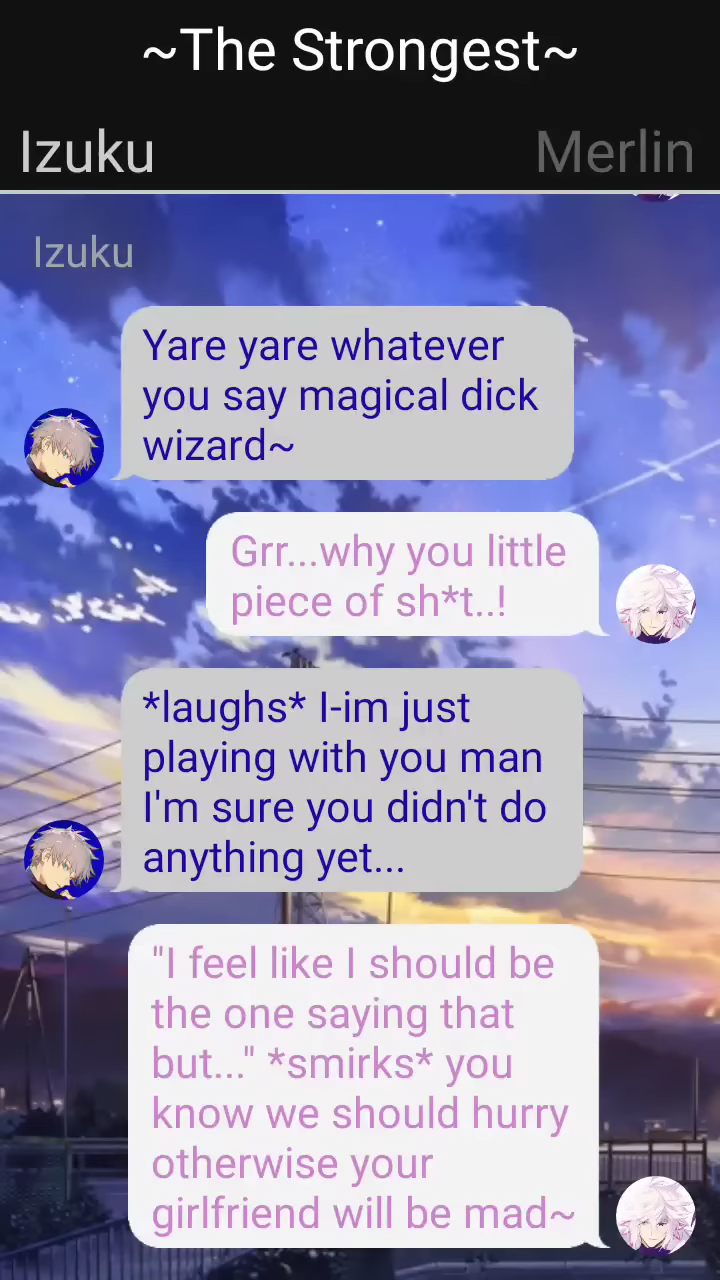 ~The Strongest~
Izuku
Merlin
Izuku
Yare yare whatever
you say magical dick
wizard~
Grr...why you little
piece of sh*t..!
*laughs* I-im just
playing with you man
I'm sure you didn't do
anything yet...
"I feel like I should be
the one saying that
but..." *smirks* you
know we should hurry
otherwise your
girlfriend will be mad~